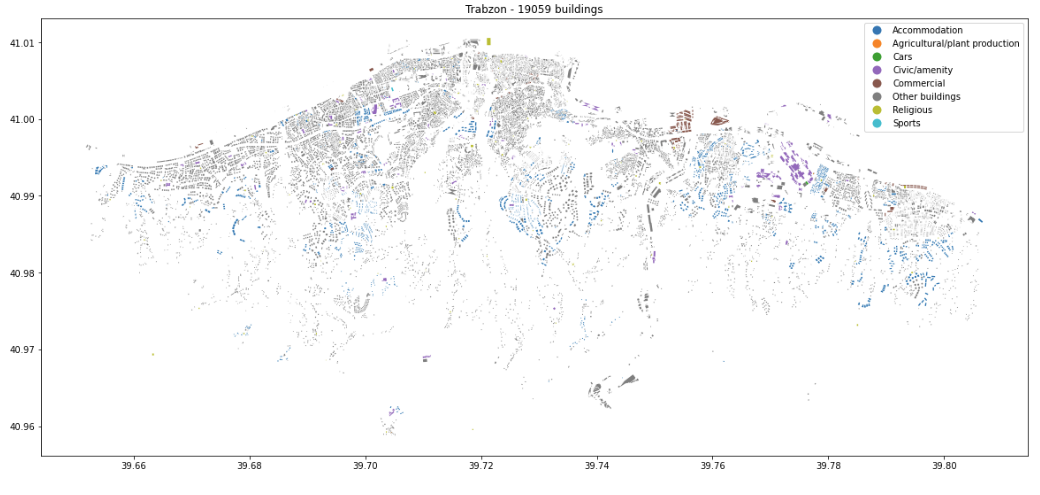 Trabzon - 19059 buildings
Accommodation
Agricultural/plant production
Cars
Civic/amenity
Commercial
Other buildings
Religious
Sports
41.01
41.00
40.99
40.98
40.97
40.96
39.66 39.68 39.70 39.72 39.74 39.76 39.78 39.80